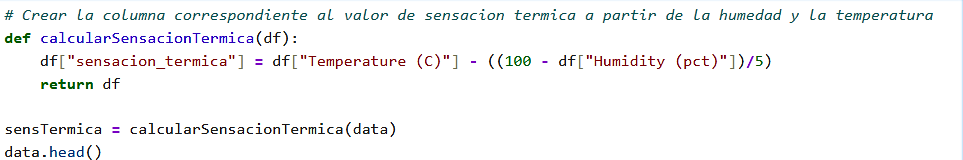 # Crear la columna correspondiente al valor de sensacion termica a partir de la humedad y la temperatura
def calcularSensacionTermica(df):
    df["sensacion_termica"] = df["Temperature (C)"] - ((100 - df["Humidity (pct)"])/5)
    return df

sensTermica = calcularSensacionTermica(data)
data.head()